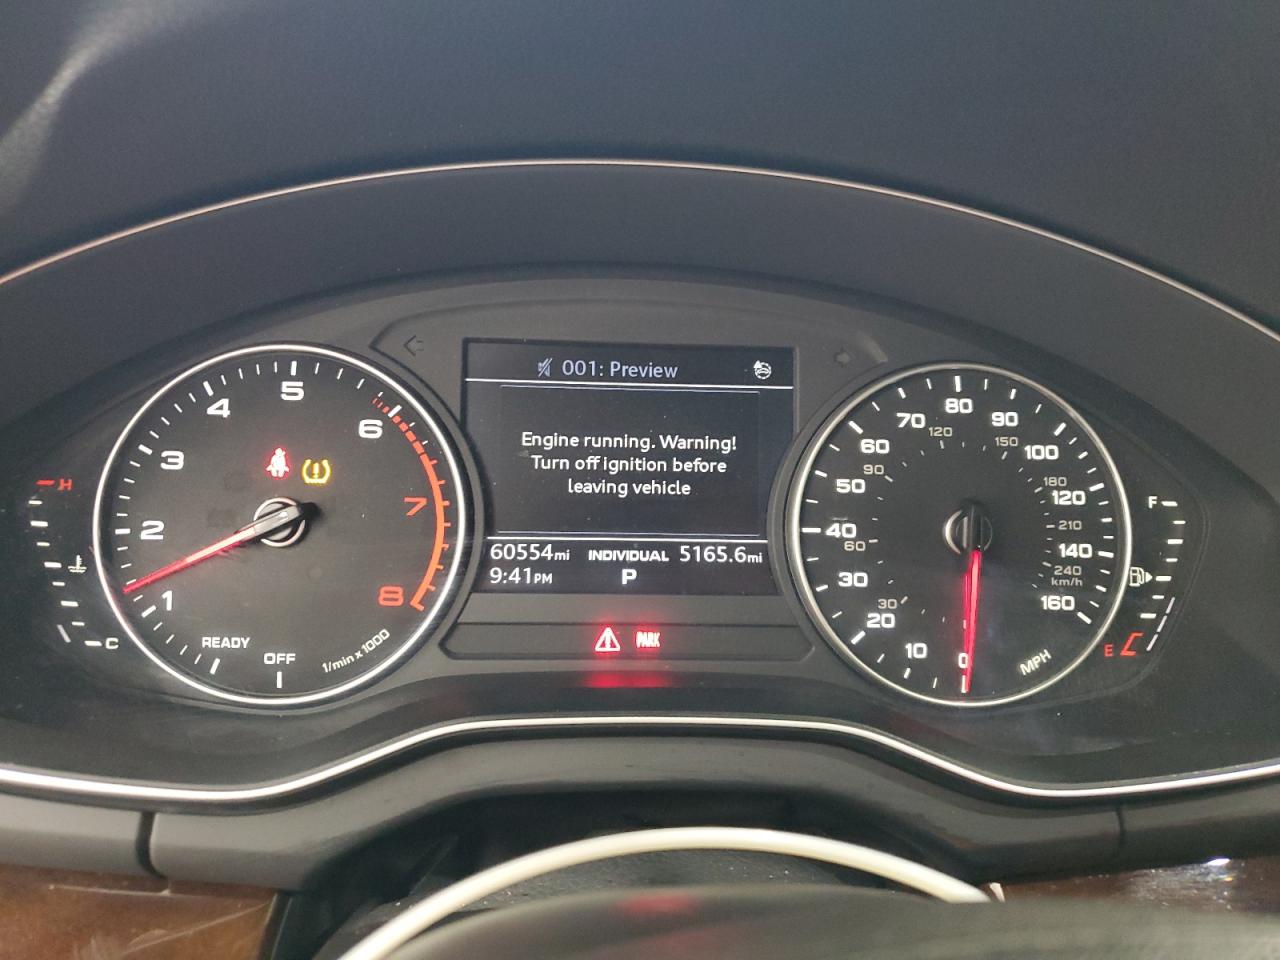 001: Preview
Engine running. Warning!
Turn off ignition before
leaving vehicle
60554mi INDIVIDUAL 5165.6mi
9:41PM P
PARK
H
C
OFF
READY
1
2
3
4
5
6
7
8
1/min x 1000
0
10
20
30
40
50
60
70
80
90
100
120
140
160
MPH
30
60
90
120
150
180
210
240
km/h
F
E